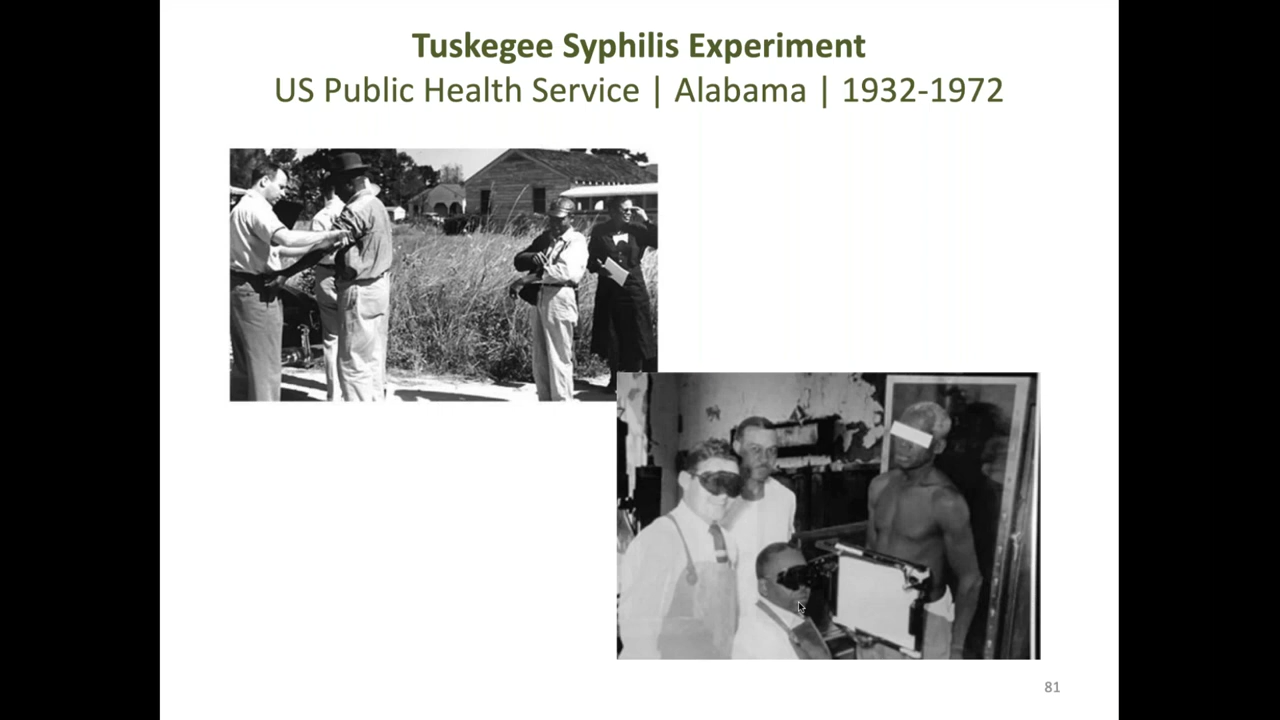 Tuskegee Syphilis Experiment
US Public Health Service | Alabama | 1932-1972
81